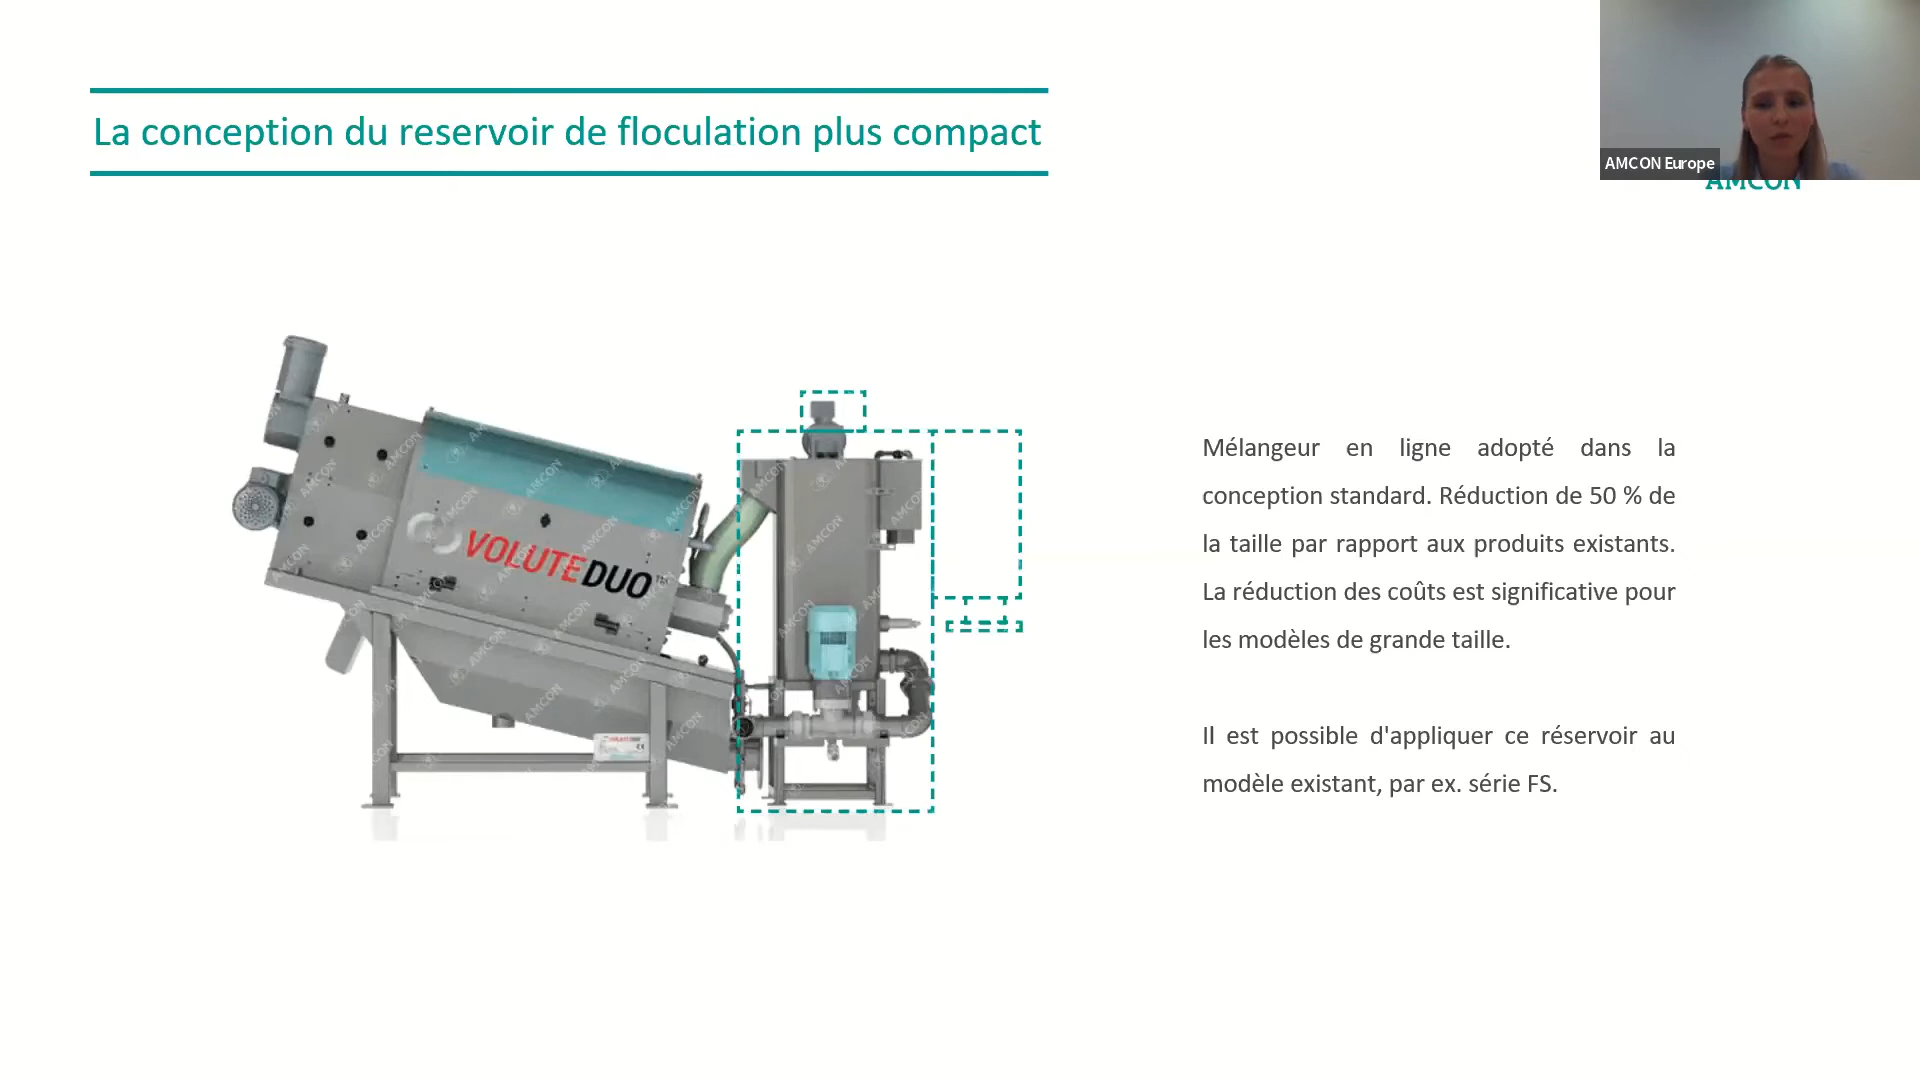 La conception du reservoir de floculation plus compact
AMCON Europe
AMCON
VOLUTE DUO™
Mélangeur en ligne adopté dans la
conception standard. Réduction de 50 % de
la taille par rapport aux produits existants.
La réduction des coûts est significative pour
les modèles de grande taille.
Il est possible d'appliquer ce réservoir au
modèle existant, par ex. série FS.